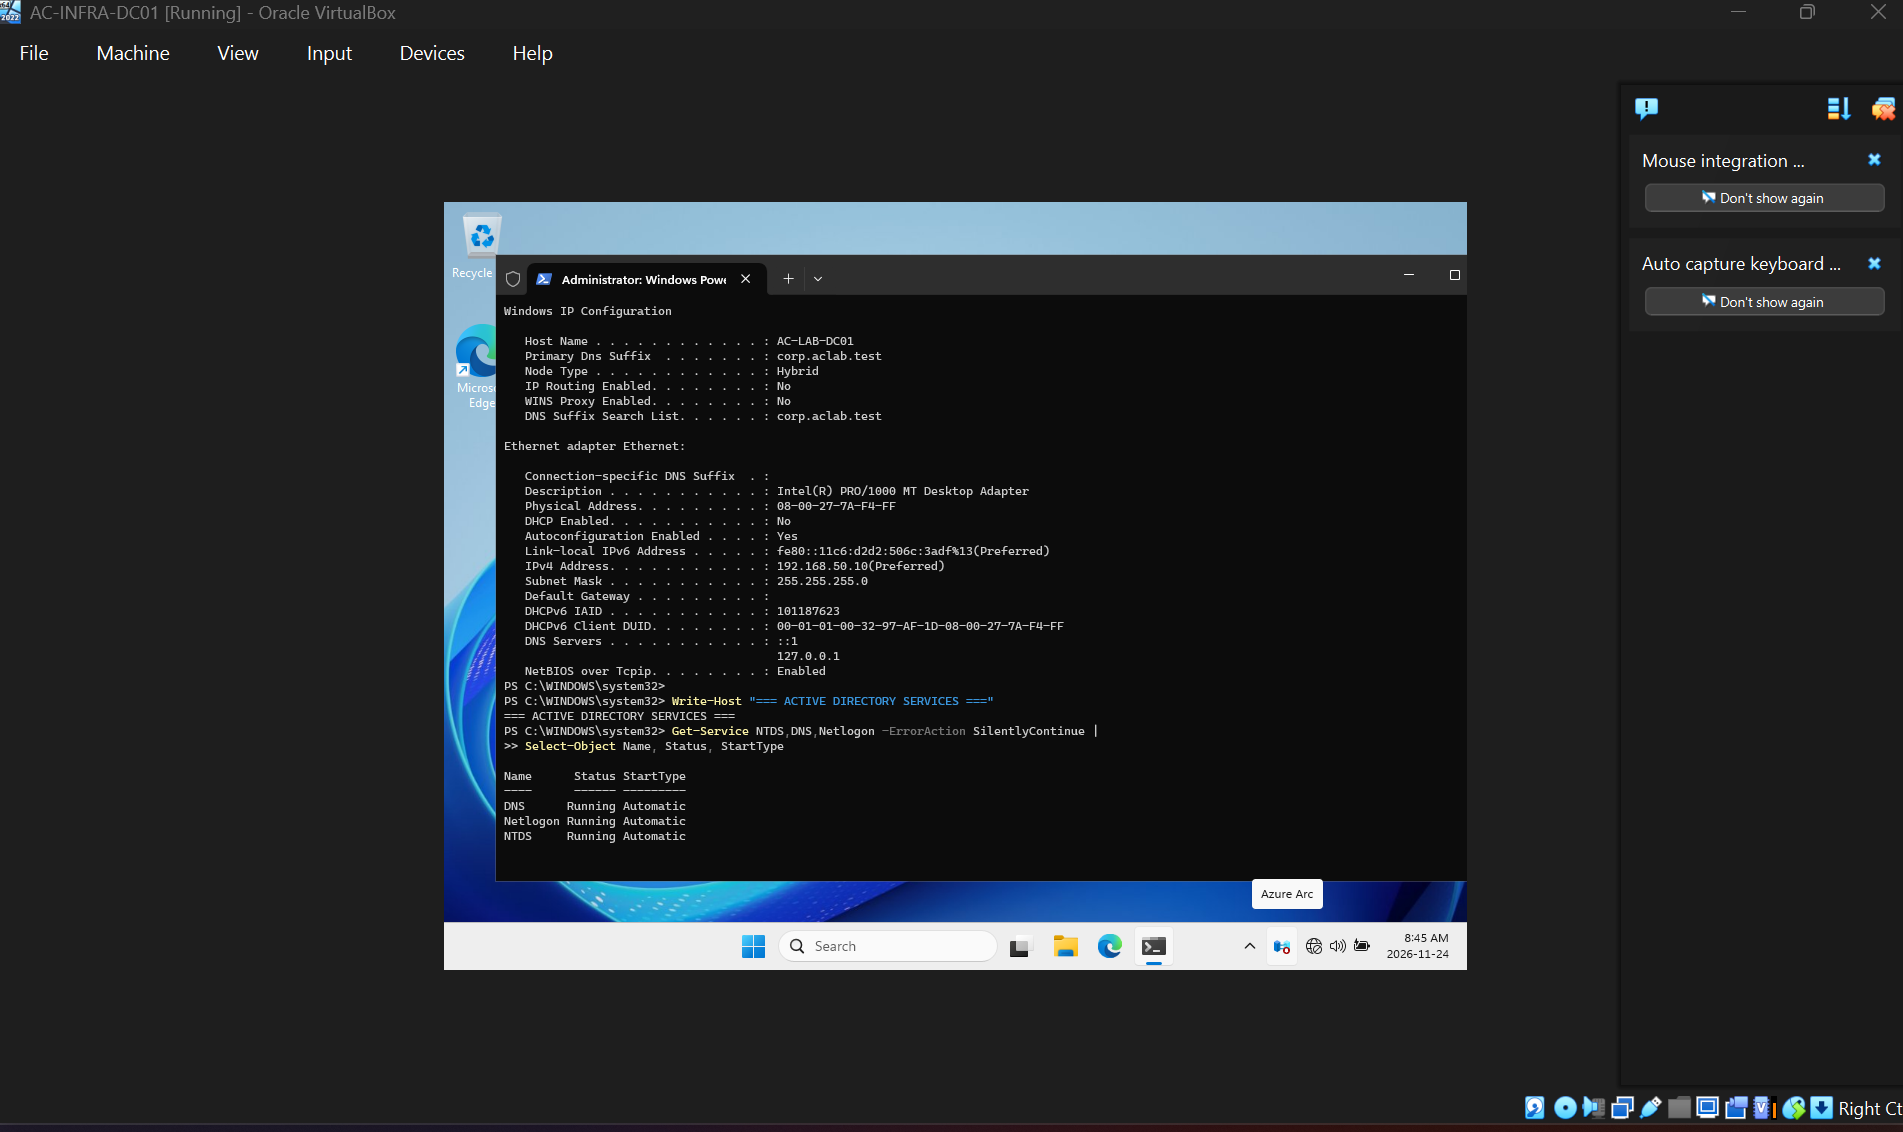 AC-INFRA-DC01 [Running] - Oracle VirtualBox
File Machine View Input Devices Help
Mouse integration ...
Don't show again
Auto capture keyboard ...
Don't show again
Recycle
Edge
Administrator: Windows Powe
Windows IP Configuration
Host Name . . . . . . . . . . . . : AC-LAB-DC01
Primary Dns Suffix  . . . . . . . : corp.aclab.test
Node Type . . . . . . . . . . . . : Hybrid
IP Routing Enabled. . . . . . . . : No
WINS Proxy Enabled. . . . . . . . : No
DNS Suffix Search List. . . . . . : corp.aclab.test
Ethernet adapter Ethernet:
Connection-specific DNS Suffix  . :
Description . . . . . . . . . . . : Intel(R) PRO/1000 MT Desktop Adapter
Physical Address. . . . . . . . . : 08-00-27-7A-F4-FF
DHCP Enabled. . . . . . . . . . . : No
Autoconfiguration Enabled . . . . : Yes
Link-local IPv6 Address . . . . . : fe80::11c6:d2d2:506c:3adf%13(Preferred)
IPv4 Address. . . . . . . . . . . : 192.168.50.10(Preferred)
Subnet Mask . . . . . . . . . . . : 255.255.255.0
Default Gateway . . . . . . . . . :
DHCPv6 IAID . . . . . . . . . . . : 101187623
DHCPv6 Client DUID. . . . . . . . : 00-01-01-00-32-97-AF-1D-08-00-27-7A-F4-FF
DNS Servers . . . . . . . . . . . : ::1
127.0.0.1
NetBIOS over Tcpip. . . . . . . . : Enabled
PS C:\WINDOWS\system32>
PS C:\WINDOWS\system32> Write-Host "=== ACTIVE DIRECTORY SERVICES ==="
=== ACTIVE DIRECTORY SERVICES ===
PS C:\WINDOWS\system32> Get-Service NTDS,DNS,Netlogon -ErrorAction SilentlyContinue |
>> Select-Object Name, Status, StartType
Name Status StartType
---- ------ ---------
DNS Running Automatic
Netlogon Running Automatic
NTDS Running Automatic
Azure Arc
Search
8:45 AM
2026-11-24
Right Ct